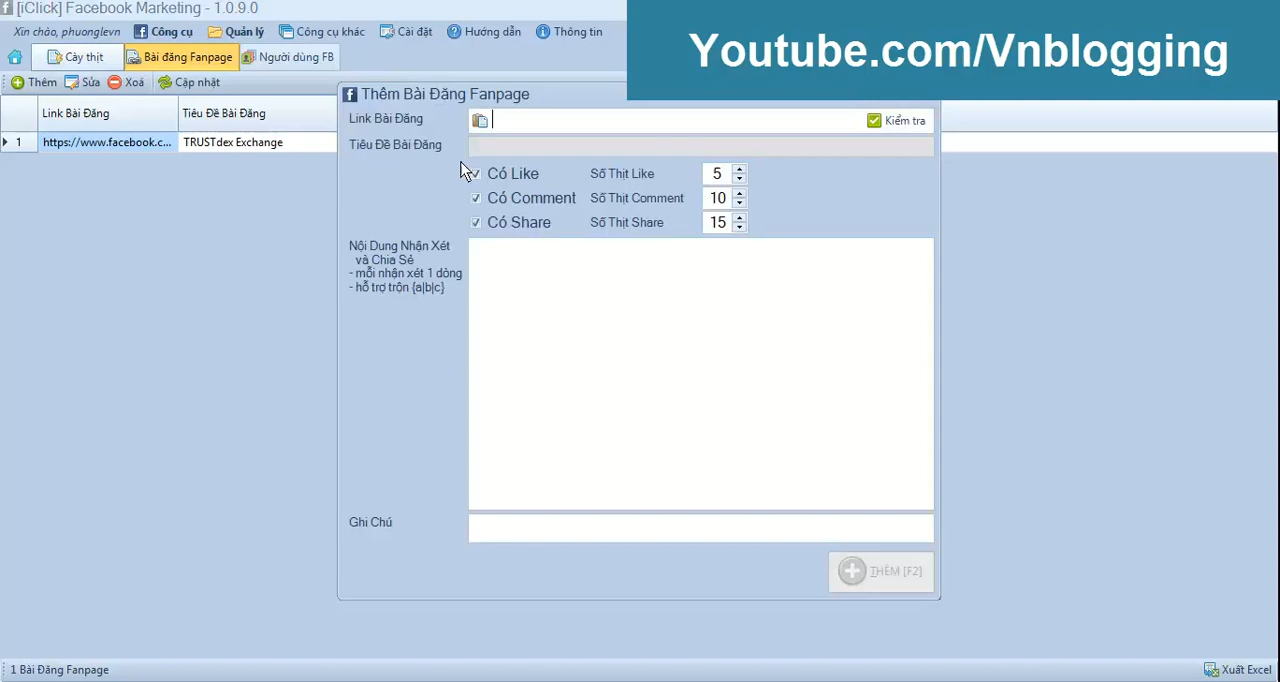 [iClick] Facebook Marketing - 1.0.9.0
Youtube.com/Vnblogging
Xin chào, phuonglevn Công cụ Quản lý Công cụ khác Cài đặt Hướng dẫn Thông tin
Cày thịt Bài đăng Fanpage Người dùng FB
Thêm Sửa Xoá Cập nhật
Link Bài Đăng Tiêu Đề Bài Đăng
1 https://www.facebook.c... TRUSTdex Exchange
Thêm Bài Đăng Fanpage
Link Bài Đăng Kiểm tra
Tiêu Đề Bài Đăng
Có Like Số Thịt Like 5
Có Comment Số Thịt Comment 10
Có Share Số Thịt Share 15
Nội Dung Nhận Xét
và Chia Sẻ
- mỗi nhận xét 1 dòng
- hỗ trợ trộn {a|b|c}
Ghi Chú
THÊM [F2]
1 Bài Đăng Fanpage Xuất Excel